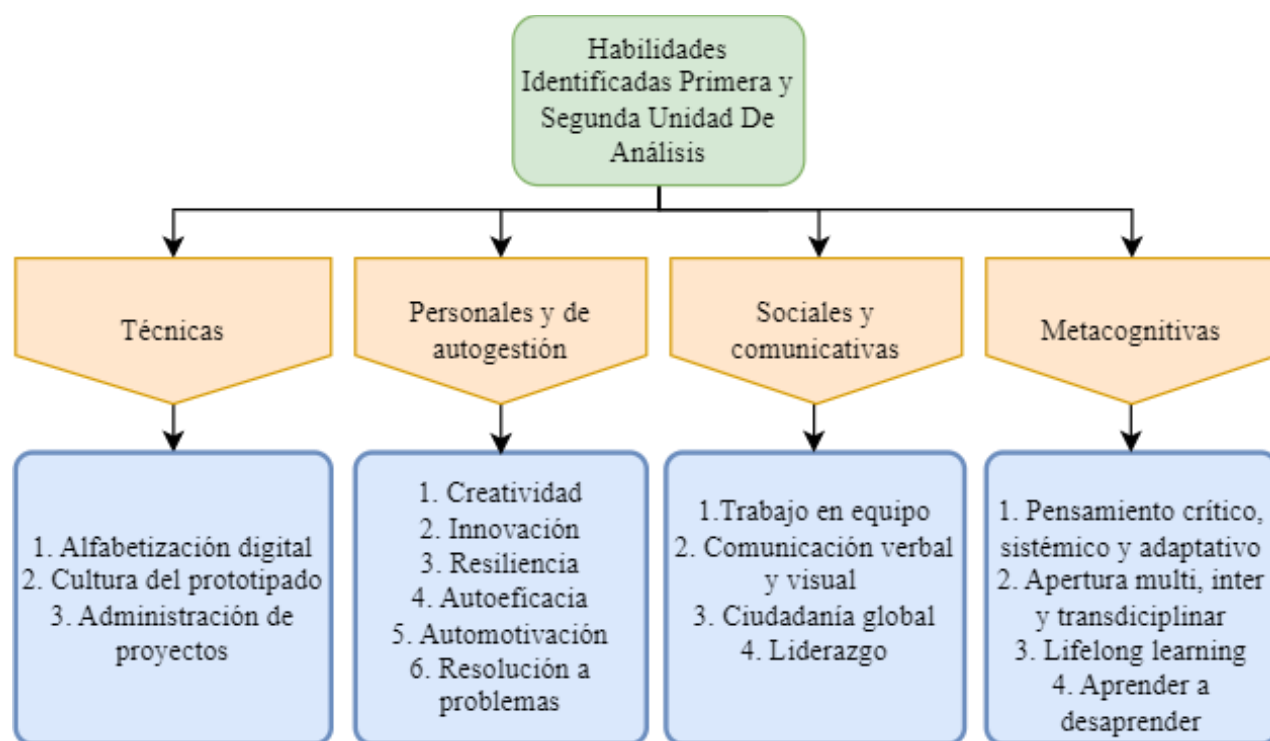 Habilidades
Identificadas Primera y
Segunda Unidad De
Análisis
Técnicas
Personales y de
autogestión
Sociales y
comunicativas
Metacognitivas
1. Alfabetización digital
2. Cultura del prototipado
3. Administración de
proyectos
1. Creatividad
2. Innovación
3. Resiliencia
4. Autoeficacia
5. Automotivación
6. Resolución a
problemas
1.Trabajo en equipo
2. Comunicación verbal
y visual
3. Ciudadanía global
4. Liderazgo
1. Pensamiento crítico,
sistémico y adaptativo
2. Apertura multi, inter
y transdiciplinar
3. Lifelong learning
4. Aprender a
desaprender